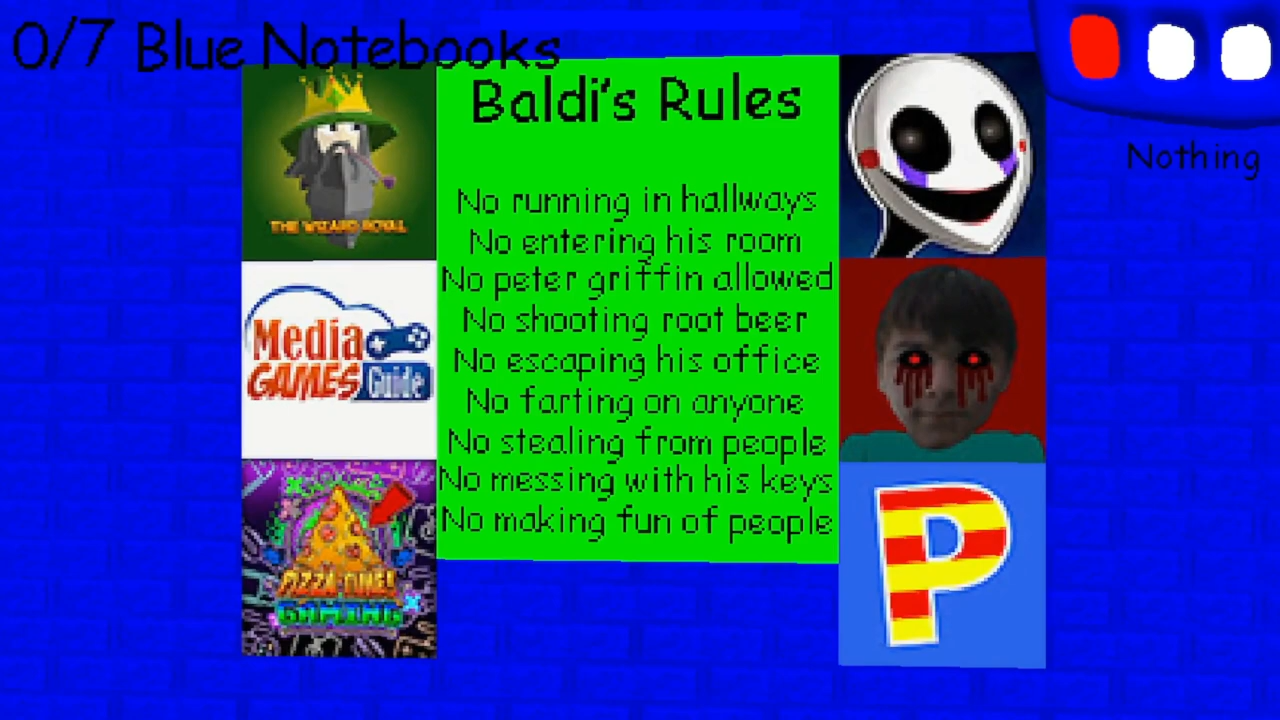 0/7 Blue Notebooks
Nothing
Baldi's Rules
No running in hallways
No entering his room
No peter griffin allowed
No shooting root beer
No escaping his office
No farting on anyone
No stealing from people
No messing with his keys
No making fun of people
THE WIZARD ROYAL
Media
GAMES Guide
PIZZA TIME!
GAMING
P